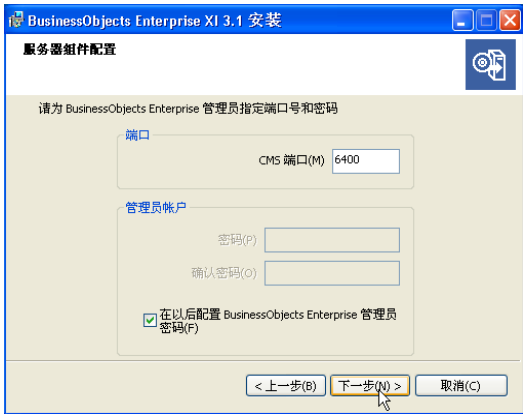 BusinessObjects Enterprise XI 3.1 安装
服务器组件配置
请为 BusinessObjects Enterprise 管理员指定端口号和密码
端口
CMS 端口(M) 6400
管理员帐户
密码(P)
确认密码(O)
在以后配置 BusinessObjects Enterprise 管理员
密码(F)
< 上一步(B) 下一步(N) > 取消(C)